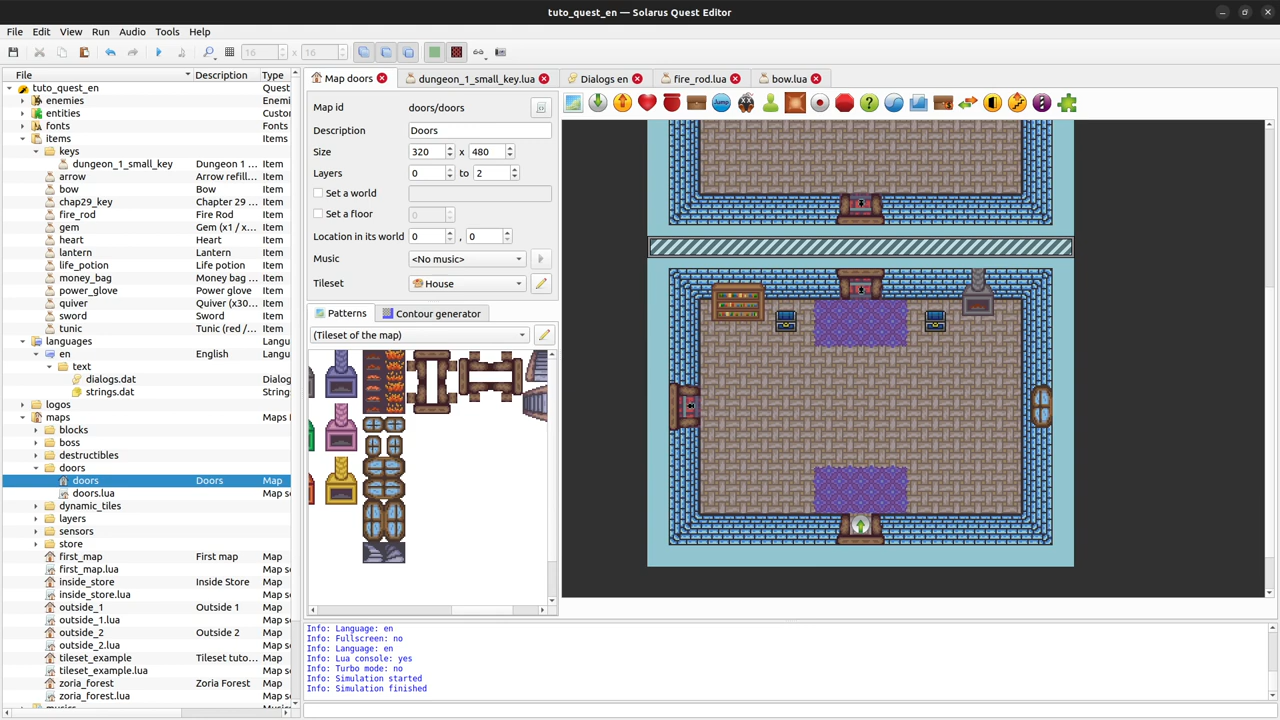 tuto_quest_en — Solarus Quest Editor
File Edit View Run Audio Tools Help
16 x 16
File Description Type
tuto_quest_en Quest
enemies Enemi
entities Custo
fonts Fonts
items Items
keys
dungeon_1_small_key Dungeon 1 ... Item
arrow Arrow refill... Item
bow Bow Item
chap29_key Chapter 29 ... Item
fire_rod Fire Rod Item
gem Gem (x1 / x... Item
heart Heart Item
lantern Lantern Item
life_potion Life potion Item
money_bag Money bag ... Item
power_glove Power glove Item
quiver Quiver (x30... Item
sword Sword Item
tunic Tunic (red /... Item
languages Langu
en English Langu
text
dialogs.dat Dialog
strings.dat Strings
logos
maps Maps f
blocks
boss
destructibles
doors
doors Doors Map
doors.lua Map s
dynamic_tiles
layers
sensors
store
first_map First map Map
first_map.lua Map s
inside_store Inside Store Map
inside_store.lua Map s
outside_1 Outside 1 Map
outside_1.lua Map s
outside_2 Outside 2 Map
outside_2.lua Map s
tileset_example Tileset tuto... Map
tileset_example.lua Map s
zoria_forest Zoria Forest Map
zoria_forest.lua Map s
Map doors
dungeon_1_small_key.lua
Dialogs en
fire_rod.lua
bow.lua
Map id doors/doors
Description Doors
Size 320 x 480
Layers 0 to 2
Set a world
Set a floor 0
Location in its world 0 , 0
Music <No music>
Tileset House
Patterns Contour generator
(Tileset of the map)
Jump
Info: Language: en
Info: Fullscreen: no
Info: Language: en
Info: Lua console: yes
Info: Turbo mode: no
Info: Simulation started
Info: Simulation finished